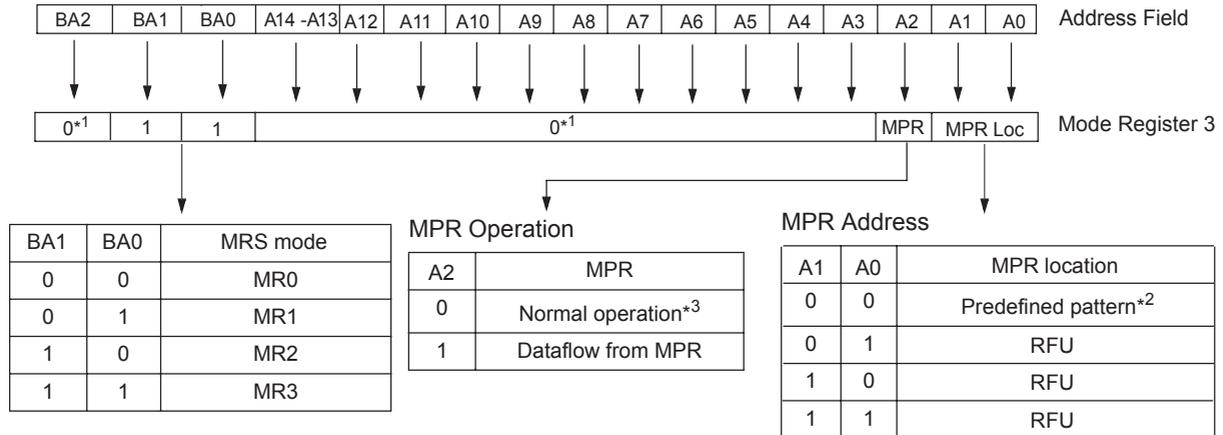 BA2 BA1 BA0 A14 -A13 A12 A11 A10 A9 A8 A7 A6 A5 A4 A3 A2 A1 A0 Address Field
0*1 1 1 0*1 MPR MPR Loc Mode Register 3
BA1 BA0 MRS mode
0 0 MR0
0 1 MR1
1 0 MR2
1 1 MR3
MPR Operation
A2 MPR
0 Normal operation*3
1 Dataflow from MPR
MPR Address
A1 A0 MPR location
0 0 Predefined pattern*2
0 1 RFU
1 0 RFU
1 1 RFU